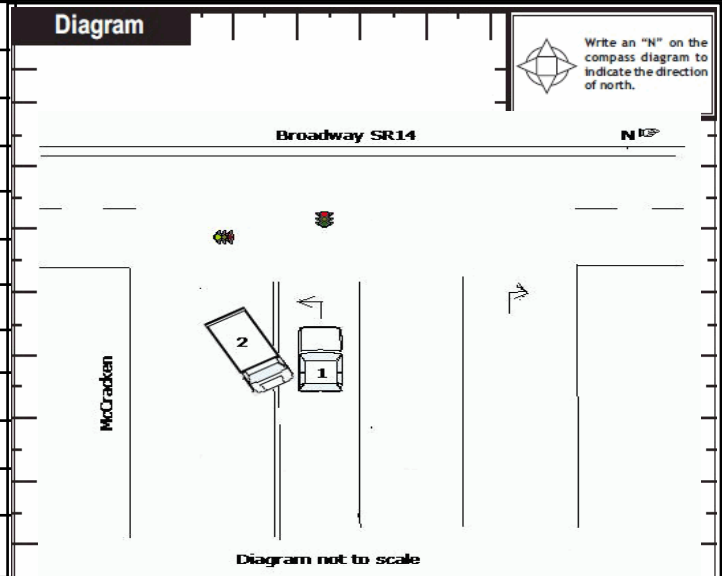 Diagram
Write an “N” on the
compass diagram to
indicate the direction
of north.
Broadway SR14
N
McCracken
2
1
Diagram not to scale